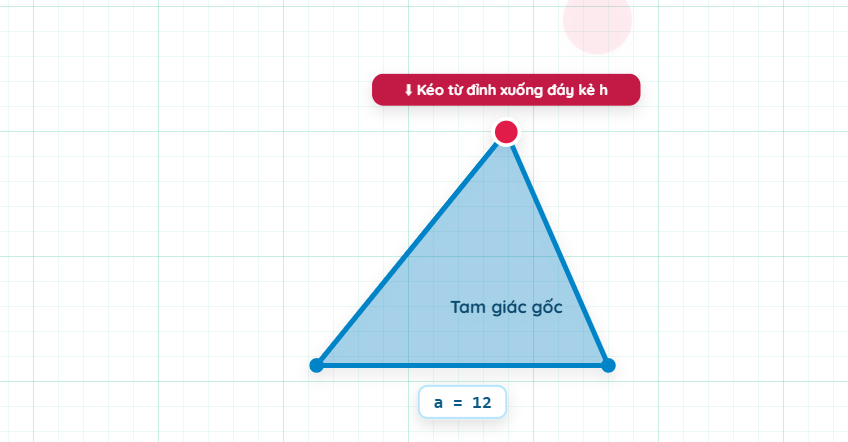 ⬇ Kéo từ đỉnh xuống đáy kẻ h
Tam giác gốc
a = 12